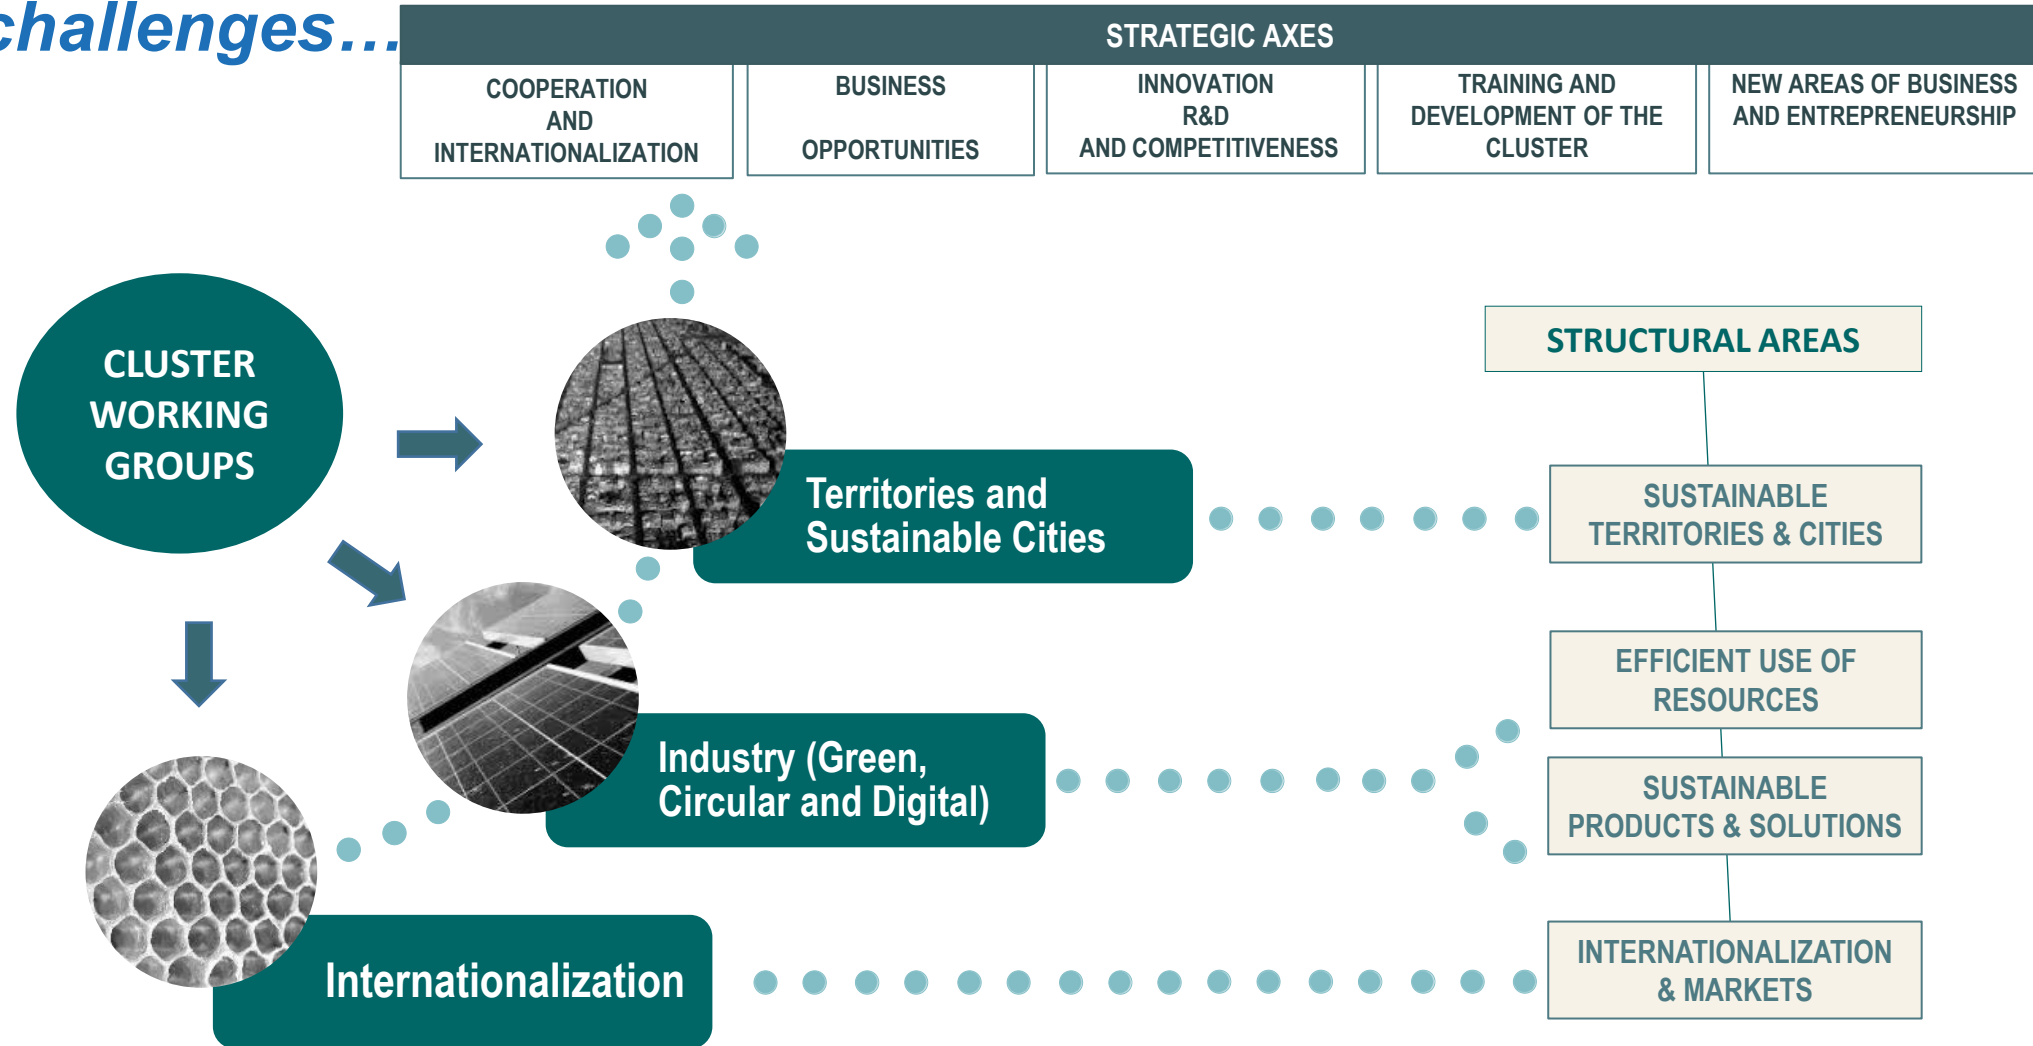 challenges…
STRATEGIC AXES
COOPERATION
AND
INTERNATIONALIZATION
BUSINESS
OPPORTUNITIES
INNOVATION
R&D
AND COMPETITIVENESS
TRAINING AND
DEVELOPMENT OF THE
CLUSTER
NEW AREAS OF BUSINESS
AND ENTREPRENEURSHIP
CLUSTER
WORKING
GROUPS
Territories and
Sustainable Cities
Industry (Green,
Circular and Digital)
Internationalization
STRUCTURAL AREAS
SUSTAINABLE
TERRITORIES & CITIES
EFFICIENT USE OF
RESOURCES
SUSTAINABLE
PRODUCTS & SOLUTIONS
INTERNATIONALIZATION
& MARKETS